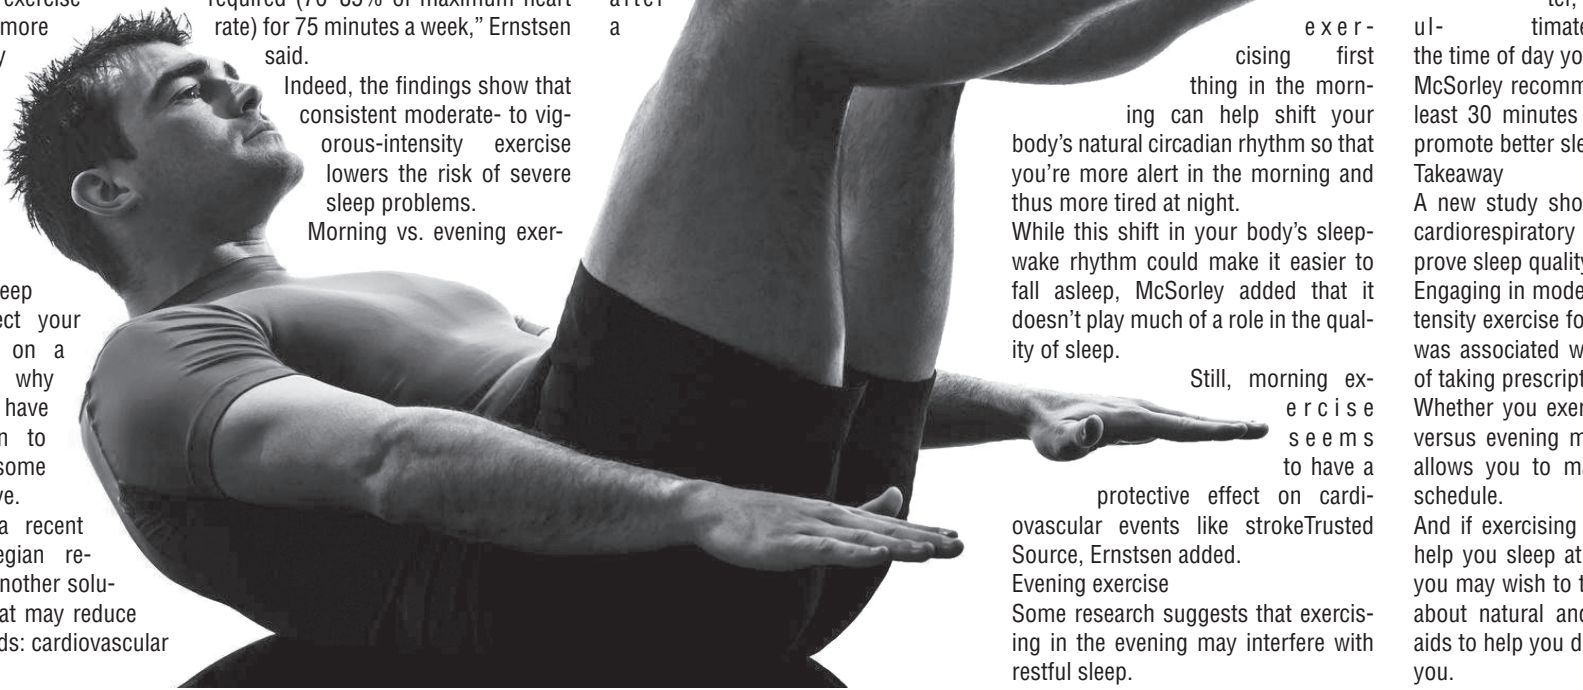 exercise
more
y
eep
ect your
on a
why
have
n to
some
ve.
a recent
egian re-
nother solu-
at may reduce
ds: cardiovascular
required (70-85% of maximum heart
rate) for 75 minutes a week,” Ernstsen
said.
Indeed, the findings show that
consistent moderate- to vig-
orous-intensity exercise
lowers the risk of severe
sleep problems.
Morning vs. evening exer-
after
a
exer-
cising first
thing in the morn-
ing can help shift your
body’s natural circadian rhythm so that
you’re more alert in the morning and
thus more tired at night.
While this shift in your body’s sleep-
wake rhythm could make it easier to
fall asleep, McSorley added that it
doesn’t play much of a role in the qual-
ity of sleep.
Still, morning ex-
ercise
seems
to have a
protective effect on cardi-
ovascular events like strokeTrusted
Source, Ernstsen added.
Evening exercise
Some research suggests that exercis-
ing in the evening may interfere with
restful sleep.
ter,
ul- timate
the time of day yo
McSorley recomm
least 30 minutes
promote better sle
Takeaway
A new study sho
cardiorespiratory
prove sleep quality
Engaging in mode
tensity exercise fo
was associated w
of taking prescript
Whether you exer
versus evening m
allows you to ma
schedule.
And if exercising
help you sleep at
you may wish to t
about natural and
aids to help you d
you.